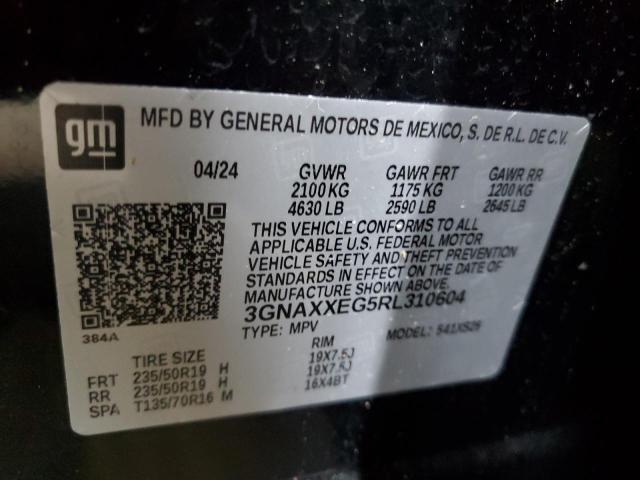 gm
MFD BY GENERAL MOTORS DE MEXICO, S. DE R.L. DE C.V.
04/24 GVWR GAWR FRT GAWR RR
2100 KG 1175 KG 1200 KG
4630 LB 2590 LB 2645 LB
THIS VEHICLE CONFORMS TO ALL
APPLICABLE U.S. FEDERAL MOTOR
VEHICLE SAFETY AND THEFT PREVENTION
STANDARDS IN EFFECT ON THE DATE OF
MANUFACTURE SHOWN ABOVE.
3GNAXXEG5RL310604
384A TYPE: MPV MODEL: 541XS26
TIRE SIZE RIM
FRT 235/50R19 H 19X7.5J
RR 235/50R19 H 19X7.5J
SPA T135/70R16 M 16X4BT